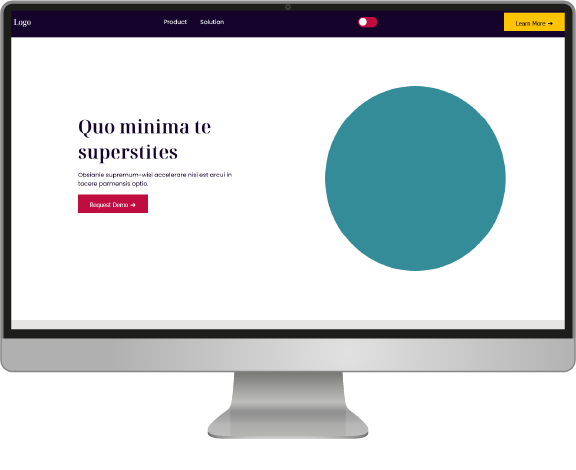 Logo
Product
Solution
Learn More →
Quo minima te
superstites
Obsianie supremum-wisi accelerare nisi est arcui in
tacere parmensis optio.
Request Demo →